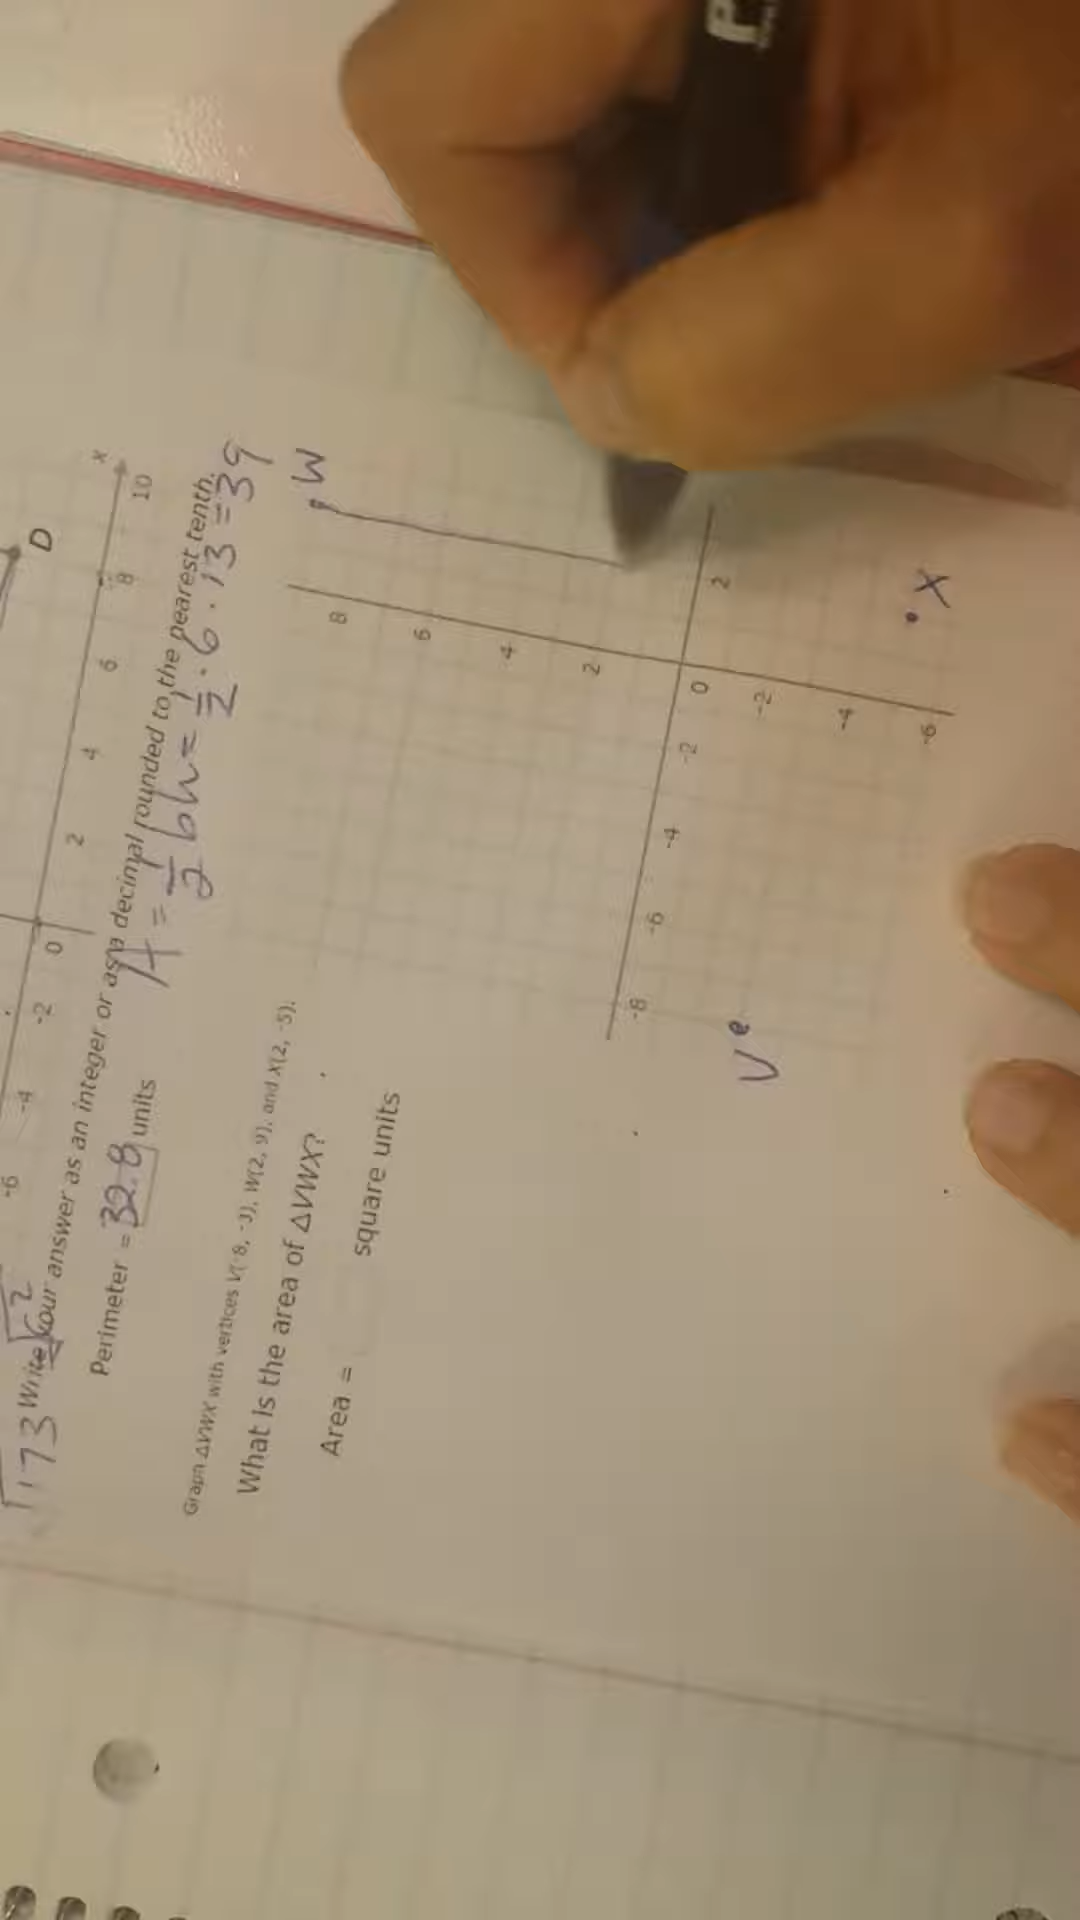 D
x
-6 -4 -2 0 2 4 6 8 10
√173
Write your answer as an integer or as a decimal rounded to the nearest tenth.
Perimeter = 32.8 units
A = 1/2 bh = 1/2 · 6 · 13 = 39
Graph △VWX with vertices V(-8, -3), W(2, 9), and X(2, -5).
What is the area of △VWX?
Area = square units
W
8
6
4
2
-8 -6 -4 -2 0 2
-2
-4
-6
V
X